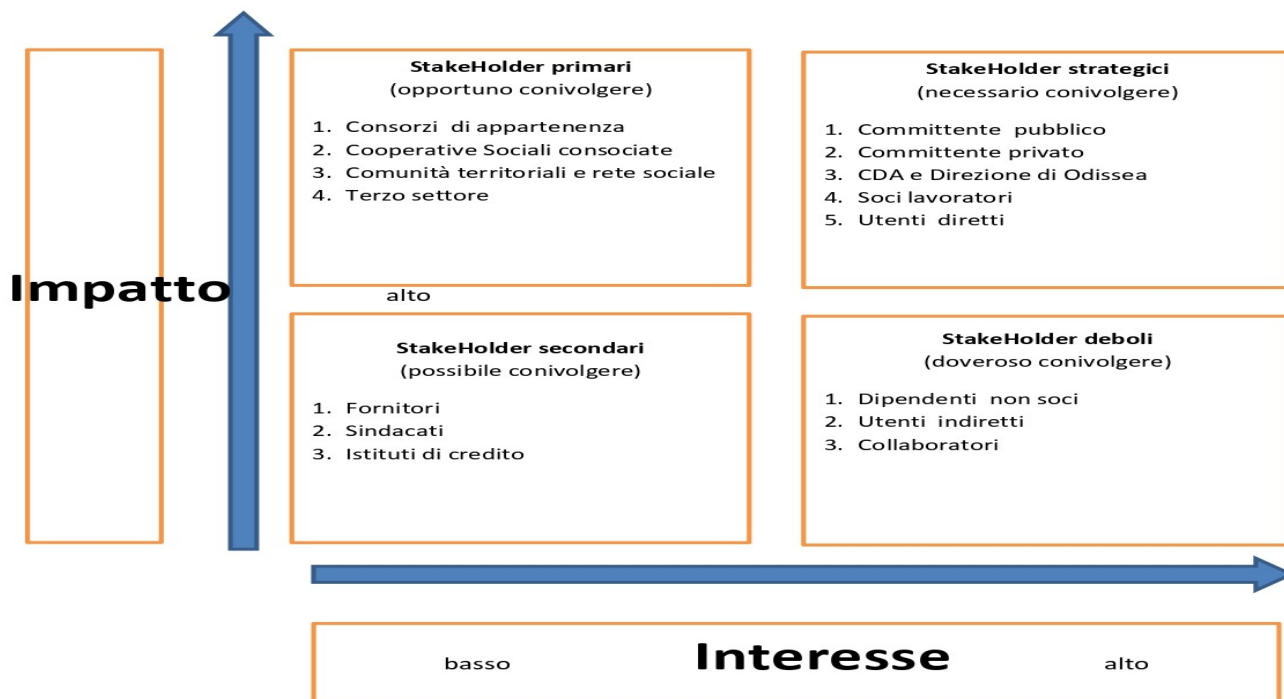 StakeHolder primari
(opportuno conivolgere)
1. Consorzi di appartenenza
2. Cooperative Sociali consociate
3. Comunità territoriali e rete sociale
4. Terzo settore
StakeHolder strategici
(necessario conivolgere)
1. Committente pubblico
2. Committente privato
3. CDA e Direzione di Odissea
4. Soci lavoratori
5. Utenti diretti
Impatto
alto
StakeHolder secondari
(possibile conivolgere)
1. Fornitori
2. Sindacati
3. Istituti di credito
StakeHolder deboli
(doveroso conivolgere)
1. Dipendenti non soci
2. Utenti indiretti
3. Collaboratori
basso Interesse alto